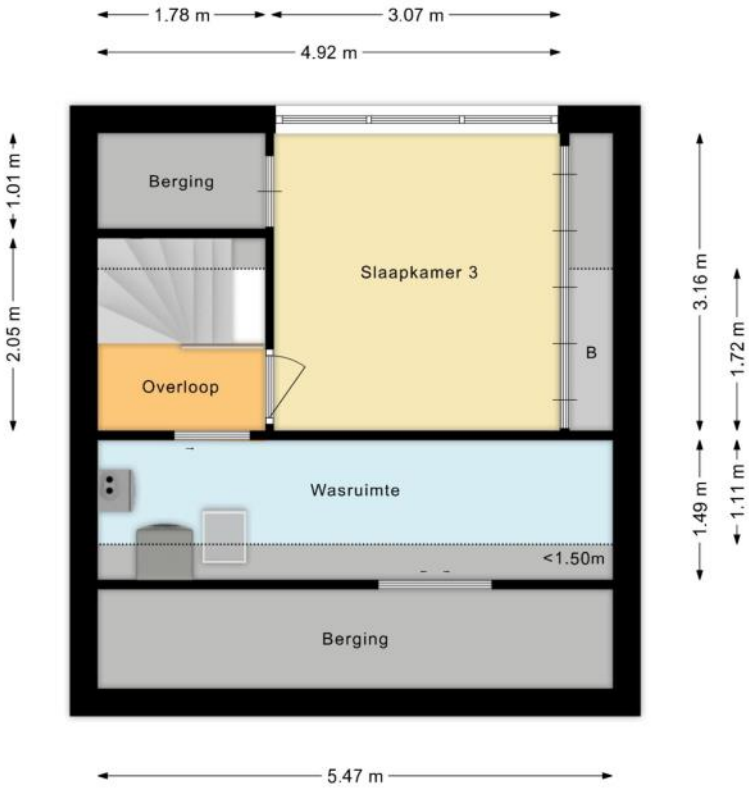 1.78 m
3.07 m
4.92 m
1.01 m
Berging
Slaapkamer 3
3.16 m
2.05 m
1.72 m
B
Overloop
Wasruimte
1.49 m
1.11 m
<1.50m
Berging
5.47 m